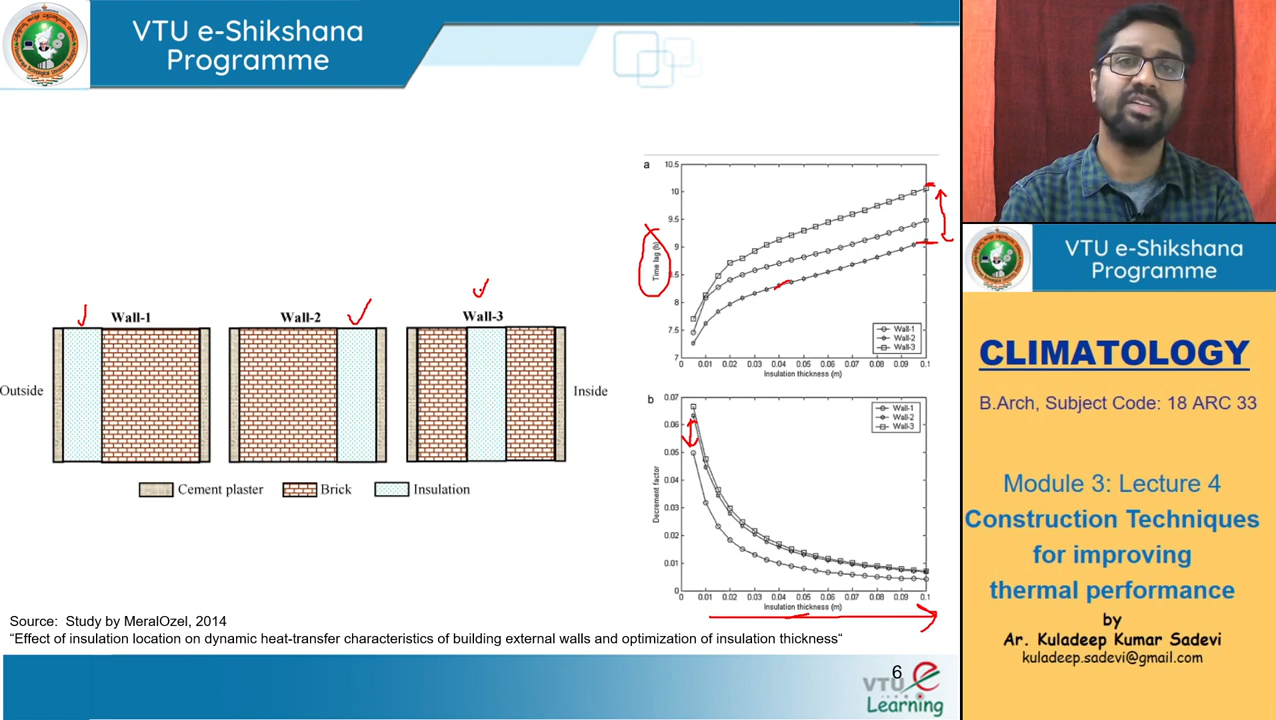 VTU e-Shikshana
Programme
Wall-1
Wall-2
Wall-3
Outside
Inside
Cement plaster
Brick
Insulation
a
10.5
10
9.5
9
8.5
8
7.5
7
Time lag (h)
0 0.01 0.02 0.03 0.04 0.05 0.06 0.07 0.08 0.09 0.1
Insulation thickness (m)
Wall-1
Wall-2
Wall-3
b
0.07
0.06
0.05
0.04
0.03
0.02
0.01
0
Decrement factor
0 0.01 0.02 0.03 0.04 0.05 0.06 0.07 0.08 0.09 0.1
Insulation thickness (m)
Wall-1
Wall-2
Wall-3
Source: Study by MeralOzel, 2014
“Effect of insulation location on dynamic heat-transfer characteristics of building external walls and optimization of insulation thickness“
6
VTU e
Learning
VTU e-Shikshana
Programme
CLIMATOLOGY
B.Arch, Subject Code: 18 ARC 33
Module 3: Lecture 4
Construction Techniques
for improving
thermal performance
by
Ar. Kuladeep Kumar Sadevi
kuladeep.sadevi@gmail.com